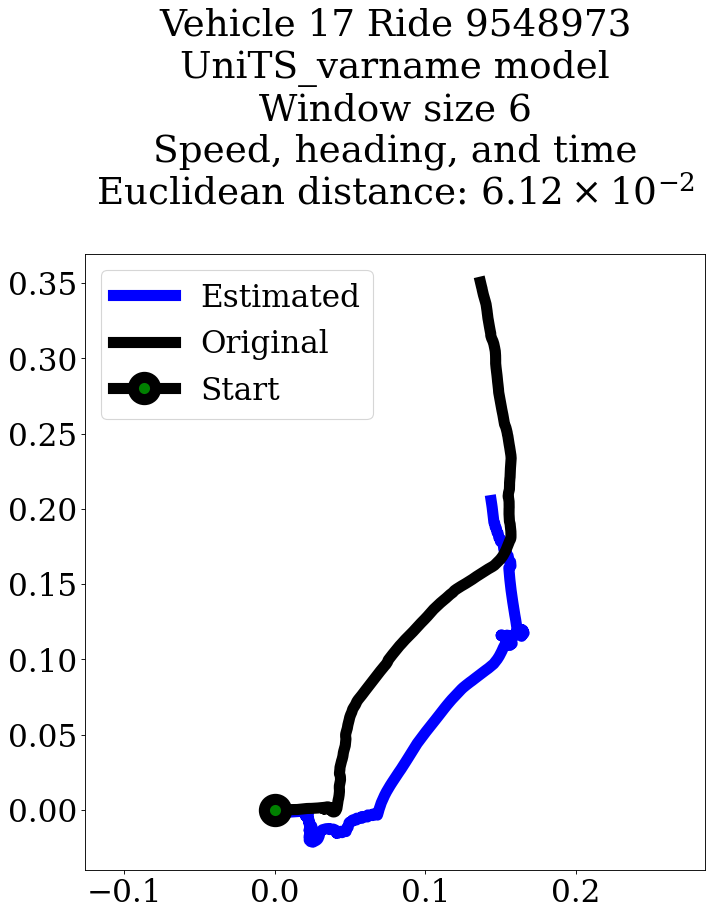 Vehicle 17 Ride 9548973
UniTS_varname model
Window size 6
Speed, heading, and time
Euclidean distance: 6.12 × 10⁻²
Estimated
Original
Start
0.35
0.30
0.25
0.20
0.15
0.10
0.05
0.00
−0.1 0.0 0.1 0.2